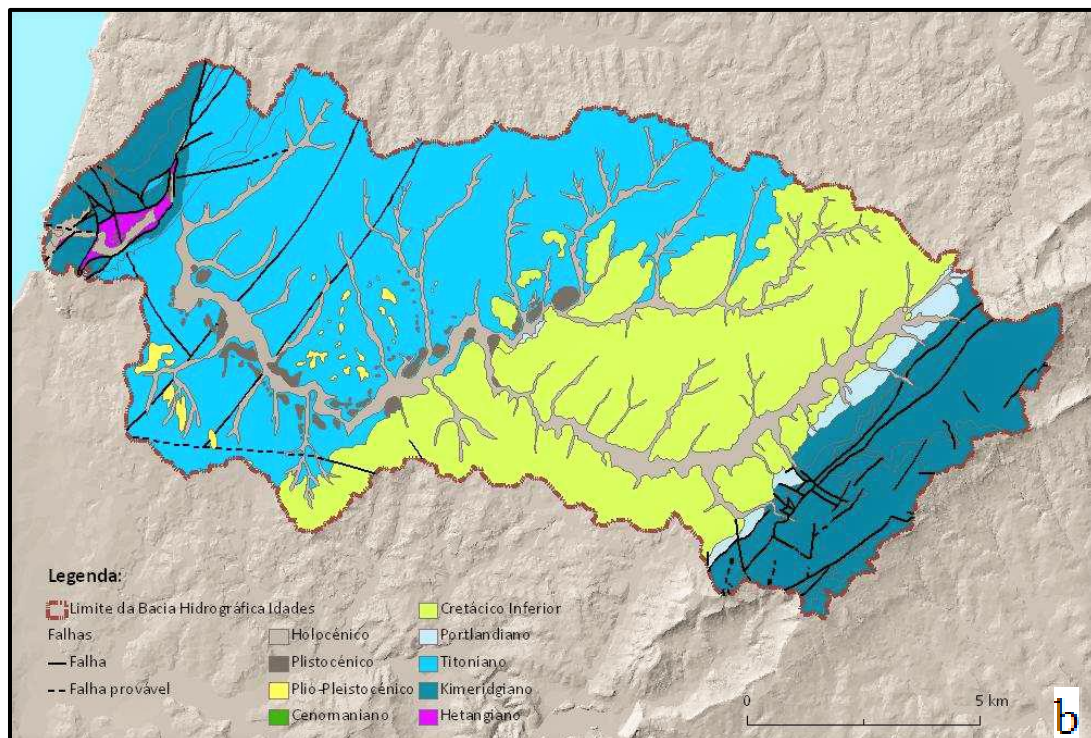 Legenda:
Limite da Bacia Hidrográfica Idades
Falhas
Falha
Falha provável
Holocénico
Plistocénico
Plio-Pleistocénico
Cenomaniano
Cretácico Inferior
Portlandiano
Titoniano
Kimeridgiano
Hetangiano
0 5 km
b